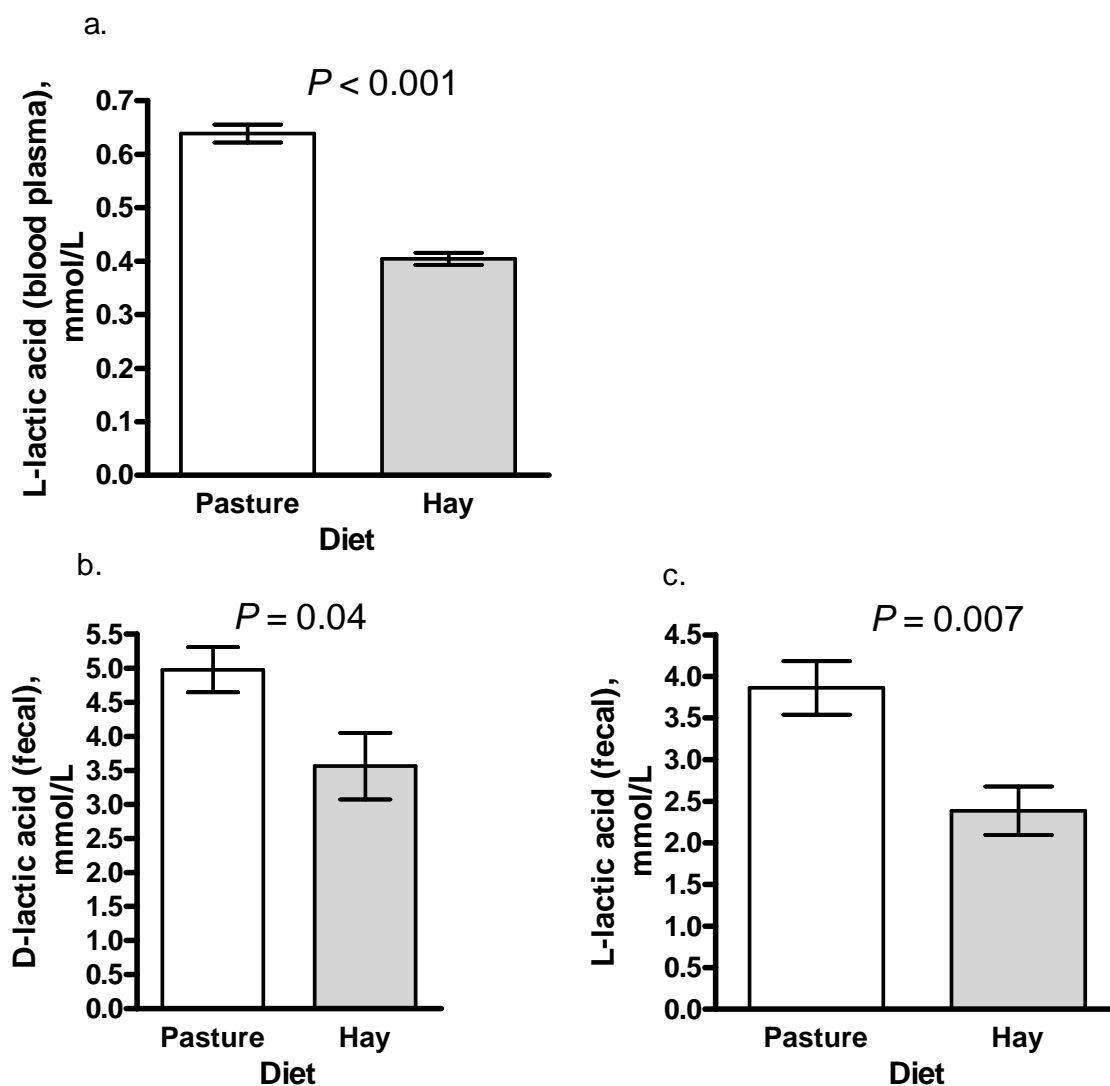 a.
P < 0.001
L-lactic acid (blood plasma),
mmol/L
0.7
0.6
0.5
0.4
0.3
0.2
0.1
0.0
Pasture Hay
Diet
b.
P = 0.04
D-lactic acid (fecal),
mmol/L
5.5
5.0
4.5
4.0
3.5
3.0
2.5
2.0
1.5
1.0
0.5
0.0
Pasture Hay
Diet
c.
P = 0.007
L-lactic acid (fecal),
mmol/L
4.5
4.0
3.5
3.0
2.5
2.0
1.5
1.0
0.5
0.0
Pasture Hay
Diet